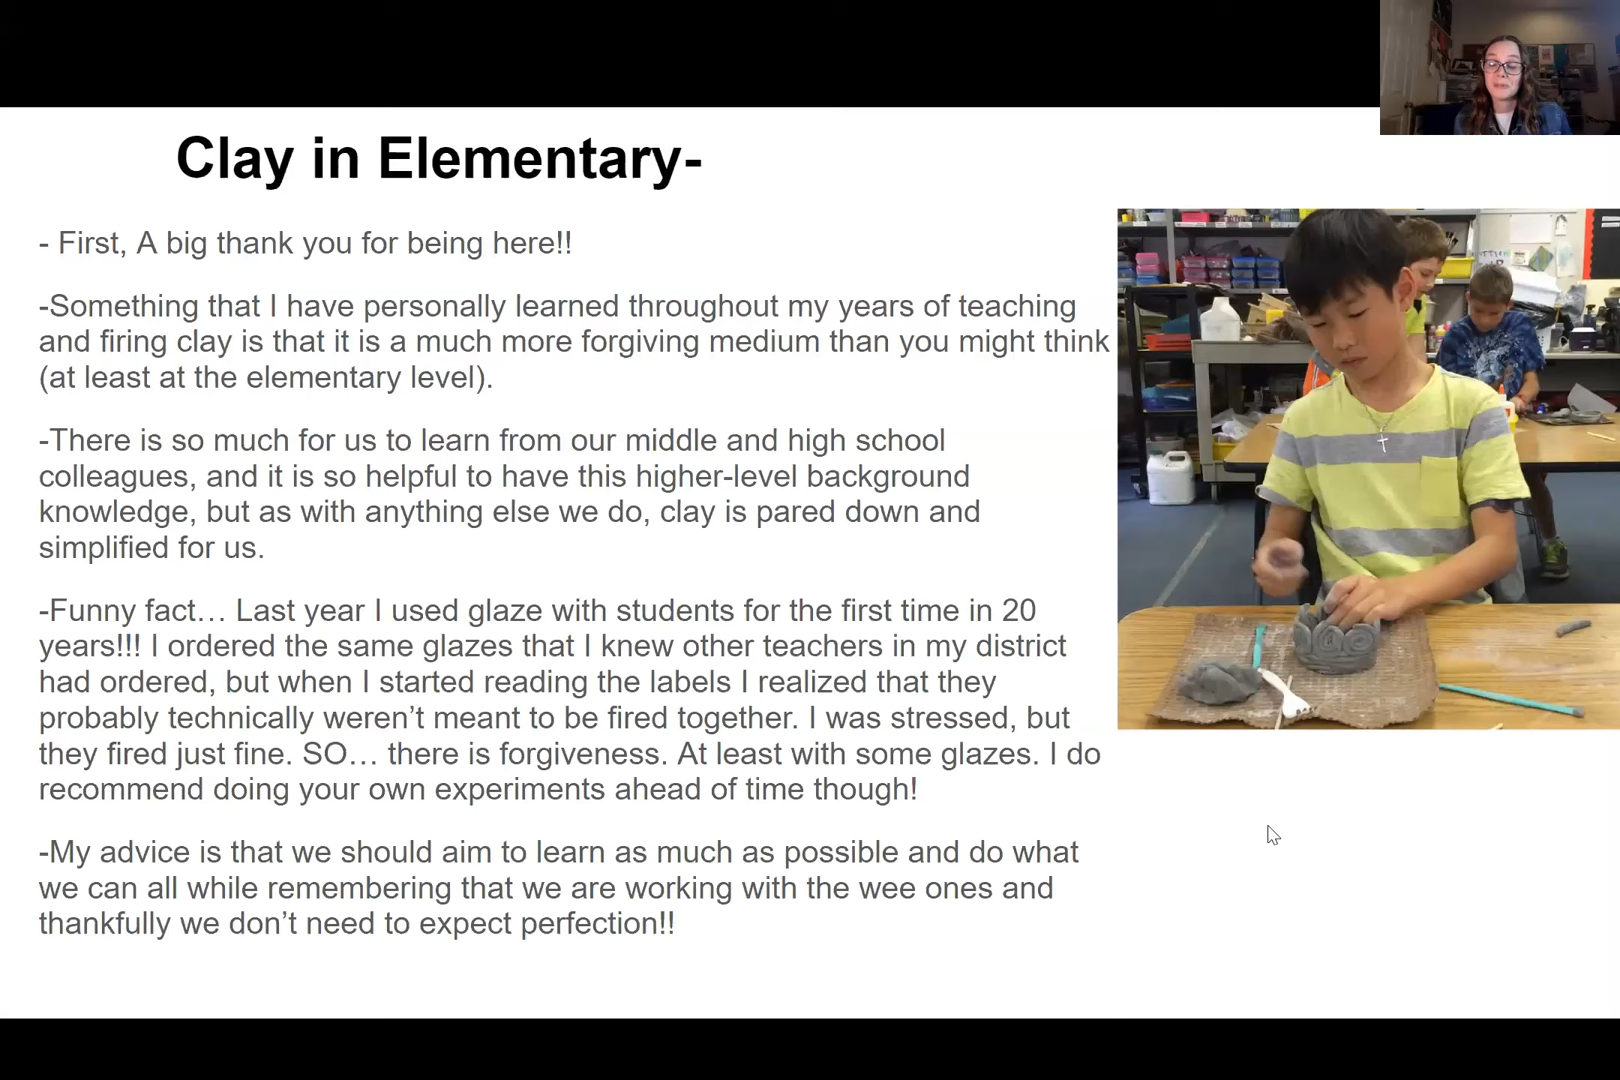 Clay in Elementary-
- First, A big thank you for being here!!
-Something that I have personally learned throughout my years of teaching
and firing clay is that it is a much more forgiving medium than you might think
(at least at the elementary level).
-There is so much for us to learn from our middle and high school
colleagues, and it is so helpful to have this higher-level background
knowledge, but as with anything else we do, clay is pared down and
simplified for us.
-Funny fact… Last year I used glaze with students for the first time in 20
years!!! I ordered the same glazes that I knew other teachers in my district
had ordered, but when I started reading the labels I realized that they
probably technically weren’t meant to be fired together. I was stressed, but
they fired just fine. SO… there is forgiveness. At least with some glazes. I do
recommend doing your own experiments ahead of time though!
-My advice is that we should aim to learn as much as possible and do what
we can all while remembering that we are working with the wee ones and
thankfully we don’t need to expect perfection!!